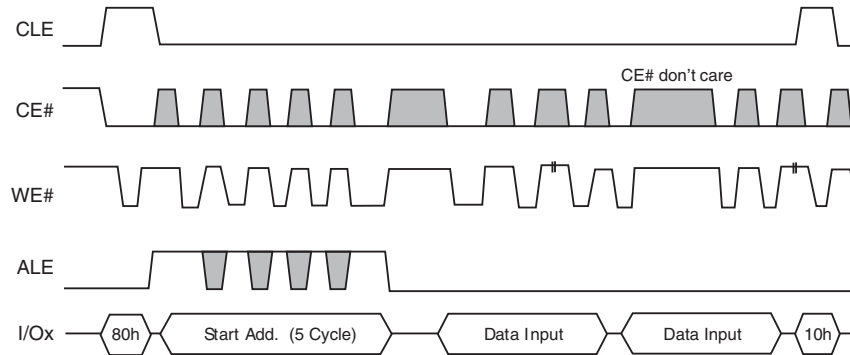 CLE
CE# don't care
CE#
WE#
ALE
I/Ox 80h Start Add. (5 Cycle) Data Input Data Input 10h